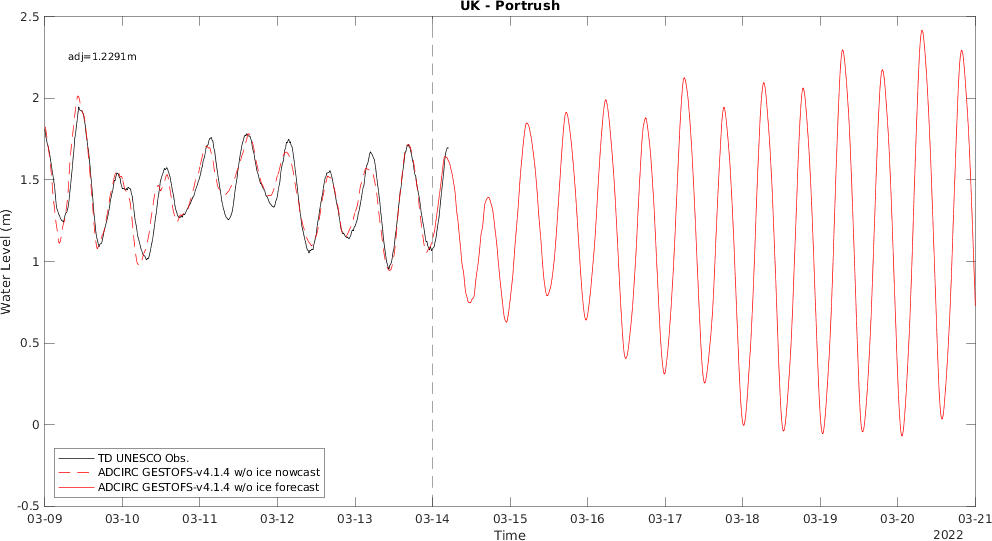 UK - Portrush
adj=1.2291m
Water Level (m)
2.5
2
1.5
1
0.5
0
-0.5
TD UNESCO Obs.
ADCIRC GESTOFS-v4.1.4 w/o ice nowcast
ADCIRC GESTOFS-v4.1.4 w/o ice forecast
03-09 03-10 03-11 03-12 03-13 03-14 03-15 03-16 03-17 03-18 03-19 03-20 03-21
Time
2022